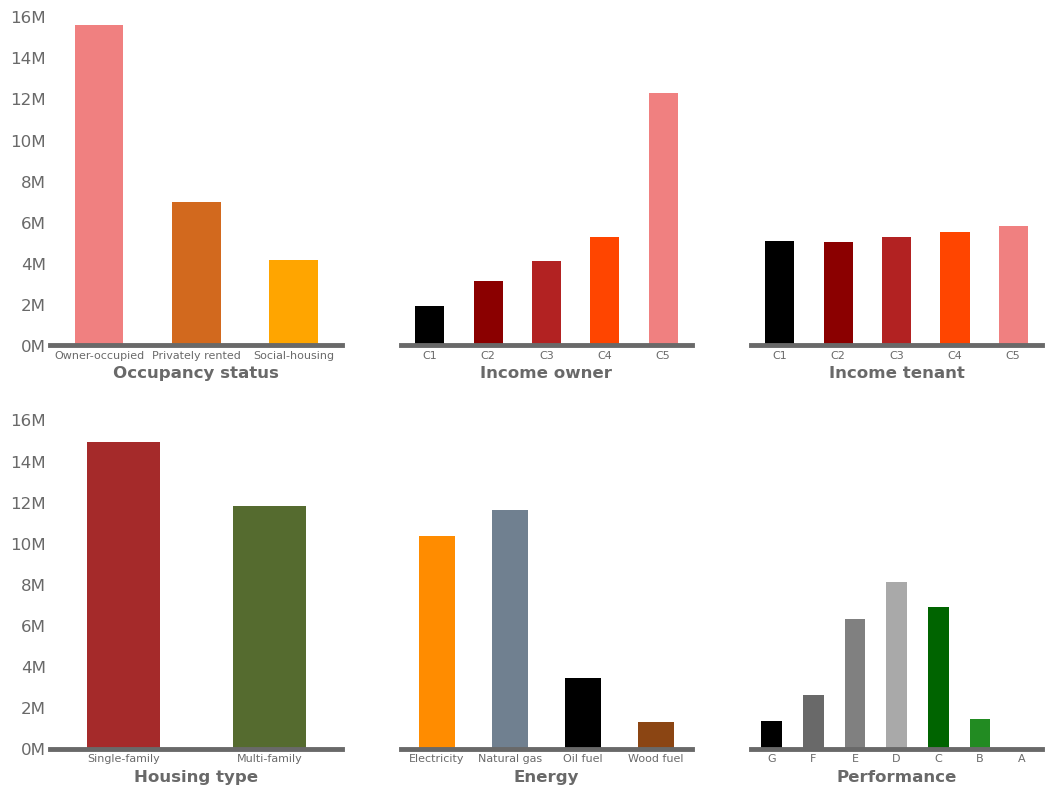 16M
14M
12M
10M
8M
6M
4M
2M
0M
Owner-occupied Privately rented Social-housing
Occupancy status
C1 C2 C3 C4 C5
Income owner
C1 C2 C3 C4 C5
Income tenant
16M
14M
12M
10M
8M
6M
4M
2M
0M
Single-family Multi-family
Housing type
Electricity Natural gas Oil fuel Wood fuel
Energy
G F E D C B A
Performance